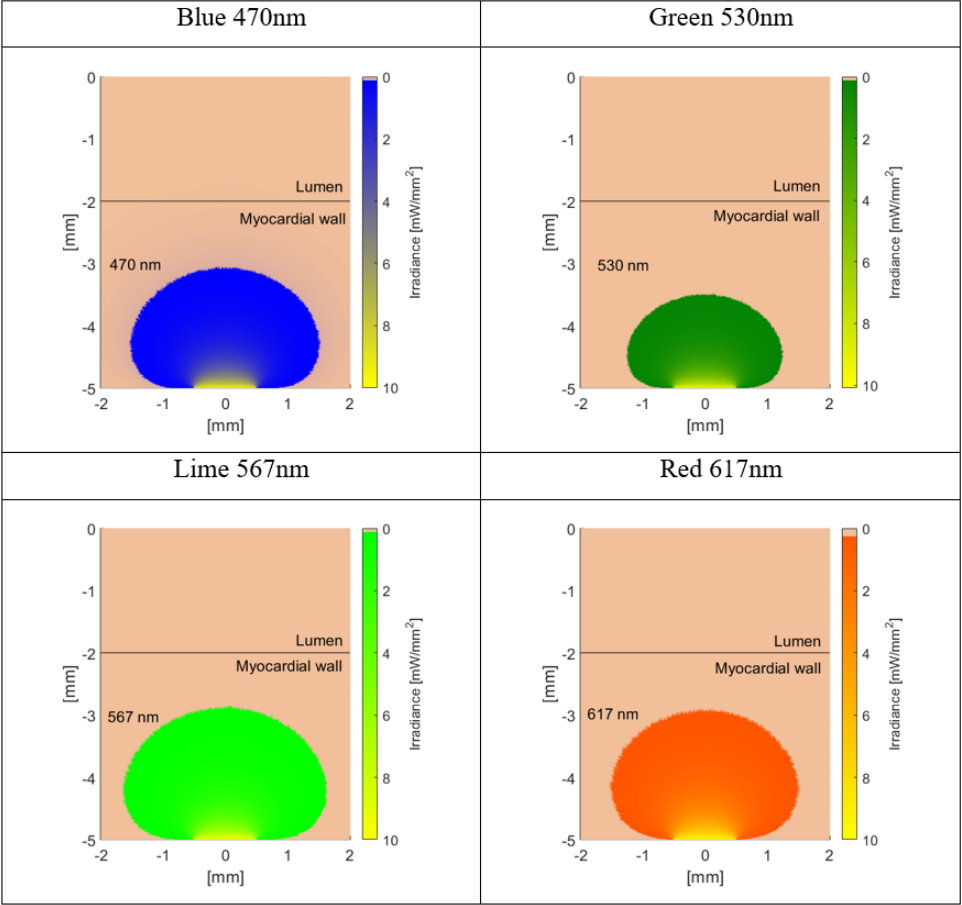 Blue 470nm
Green 530nm
0
-1
-2
-3
-4
-5
-2
-1
0
1
2
[mm]
[mm]
Lumen
Myocardial wall
470 nm
0
2
4
6
8
10
Irradiance [mW/mm²]
0
-1
-2
-3
-4
-5
-2
-1
0
1
2
[mm]
[mm]
Lumen
Myocardial wall
530 nm
0
2
4
6
8
10
Irradiance [mW/mm²]
Lime 567nm
Red 617nm
0
-1
-2
-3
-4
-5
-2
-1
0
1
2
[mm]
[mm]
Lumen
Myocardial wall
567 nm
0
2
4
6
8
10
Irradiance [mW/mm²]
0
-1
-2
-3
-4
-5
-2
-1
0
1
2
[mm]
[mm]
Lumen
Myocardial wall
617 nm
0
2
4
6
8
10
Irradiance [mW/mm²]